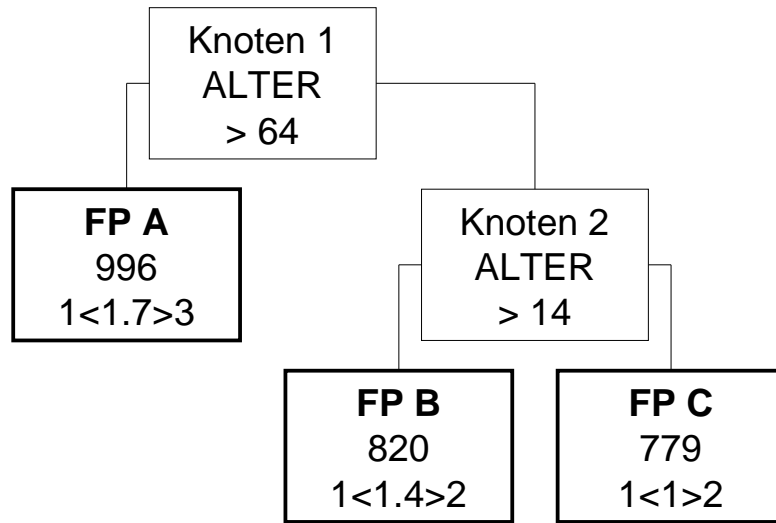 Knoten 1
ALTER
> 64
FP A
996
1<1.7>3
Knoten 2
ALTER
> 14
FP B
820
1<1.4>2
FP C
779
1<1>2